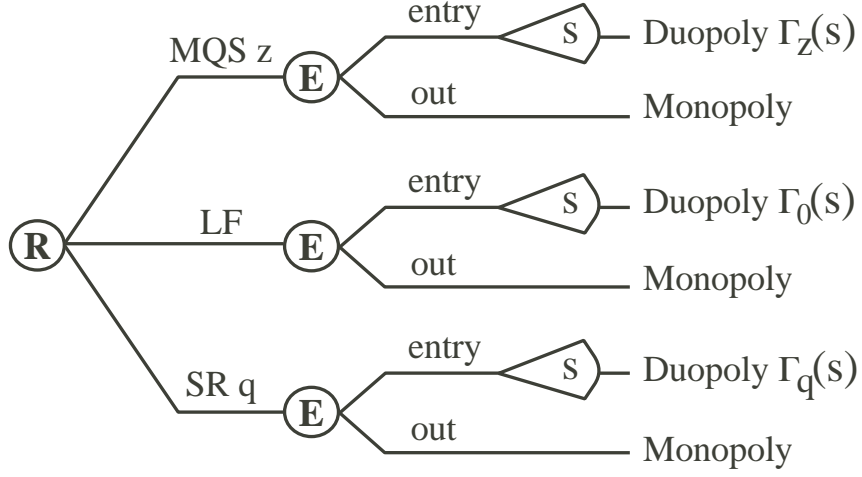 entry
S
Duopoly Γz(s)
MQS z
E
out
Monopoly
entry
S
Duopoly Γ0(s)
LF
R
E
out
Monopoly
entry
S
Duopoly Γq(s)
SR q
E
out
Monopoly